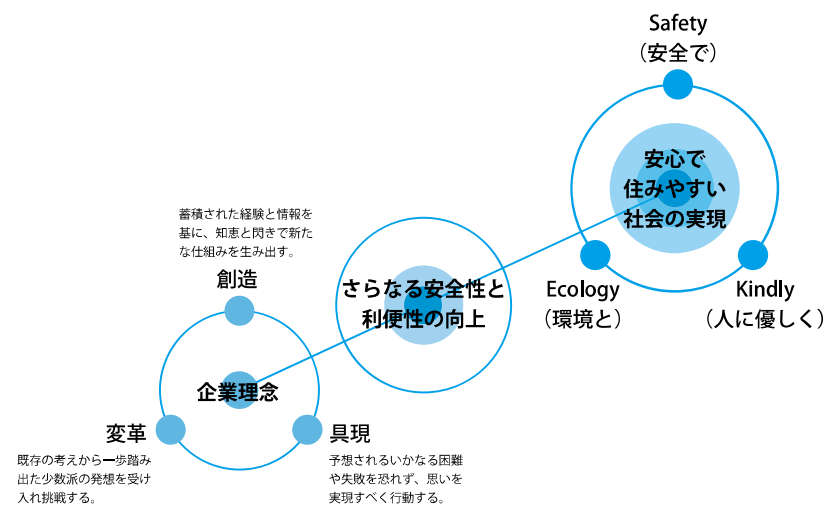 Safety
（安全で）
安心で
住みやすい
社会の実現
Ecology
（環境と）
Kindly
（人に優しく）
さらなる安全性と
利便性の向上
蓄積された経験と情報を
基に、知恵と閃きで新た
な仕組みを生み出す。
創造
企業理念
変革
既存の考えから一歩踏み
出た少数派の発想を受け
入れ挑戦する。
具現
予想されるいかなる困難
や失敗を恐れず、思いを
実現すべく行動する。